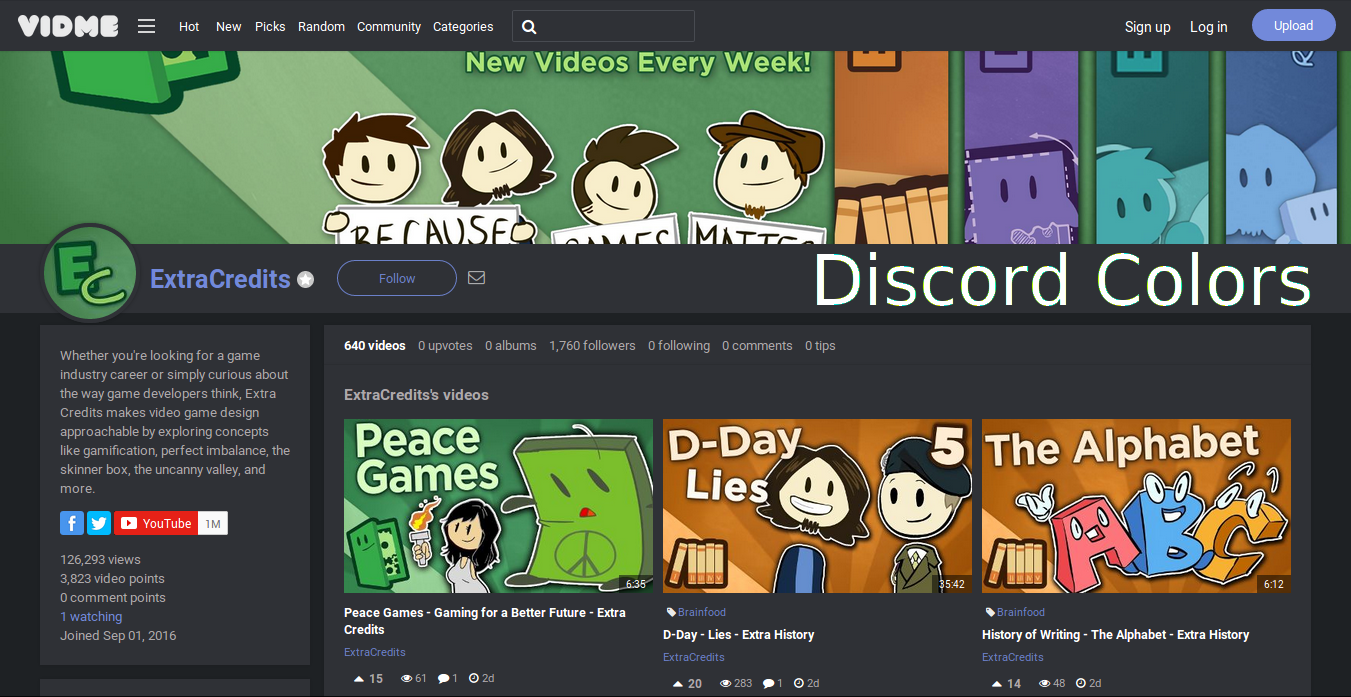 VIDME Hot New Picks Random Community Categories Sign up Log in Upload
New Videos Every Week!
BECAUSE GAMES MATTER
EC
ExtraCredits Follow Discord Colors
Whether you're looking for a game
industry career or simply curious about
the way game developers think, Extra
Credits makes video game design
approachable by exploring concepts
like gamification, perfect imbalance, the
skinner box, the uncanny valley, and
more.
f YouTube 1M
126,293 views
3,823 video points
0 comment points
1 watching
Joined Sep 01, 2016
640 videos 0 upvotes 0 albums 1,760 followers 0 following 0 comments 0 tips
ExtraCredits's videos
Peace
Games
6:35
Peace Games - Gaming for a Better Future - Extra
Credits
ExtraCredits
15 61 1 2d
D-Day 5
Lies
35:42
Brainfood
D-Day - Lies - Extra History
ExtraCredits
20 283 1 2d
The Alphabet
ABC
6:12
Brainfood
History of Writing - The Alphabet - Extra History
ExtraCredits
14 48 2d